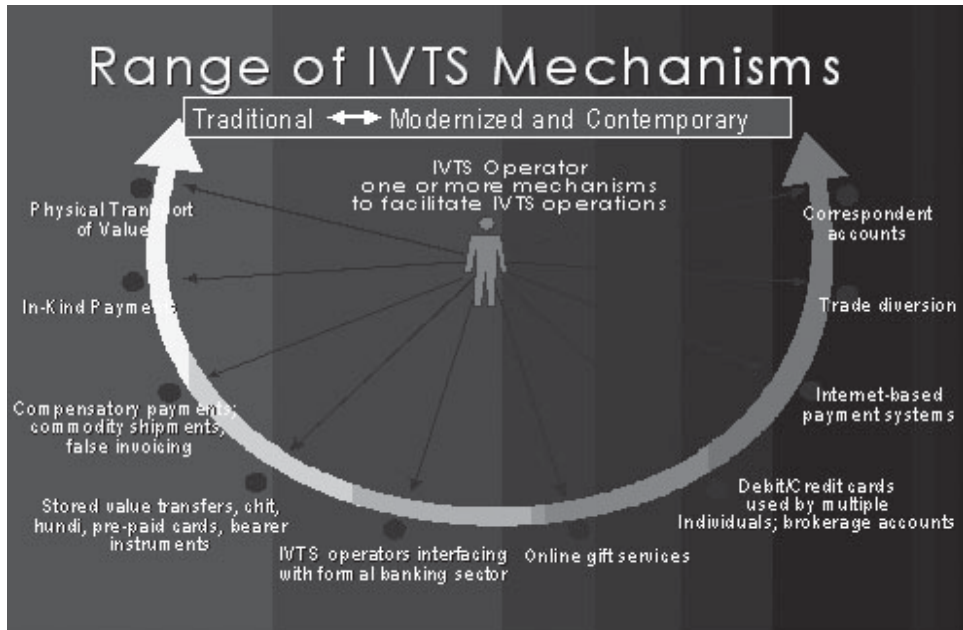 Range of IVTS Mechanisms
Traditional Modernized and Contemporary
IVTS Operator
one or more mechanisms
to facilitate IVTS operations
Physical Transport
of Value
In-Kind Payments
Compensatory payments;
commodity shipments,
false invoicing
Stored value transfers, chit,
hundi, pre-paid cards, bearer
instruments
IVTS operators interfacing
with formal banking sector
Online gift services
Debit/Credit cards
used by multiple
Individuals; brokerage accounts
Internet-based
payment systems
Trade diversion
Correspondent
accounts